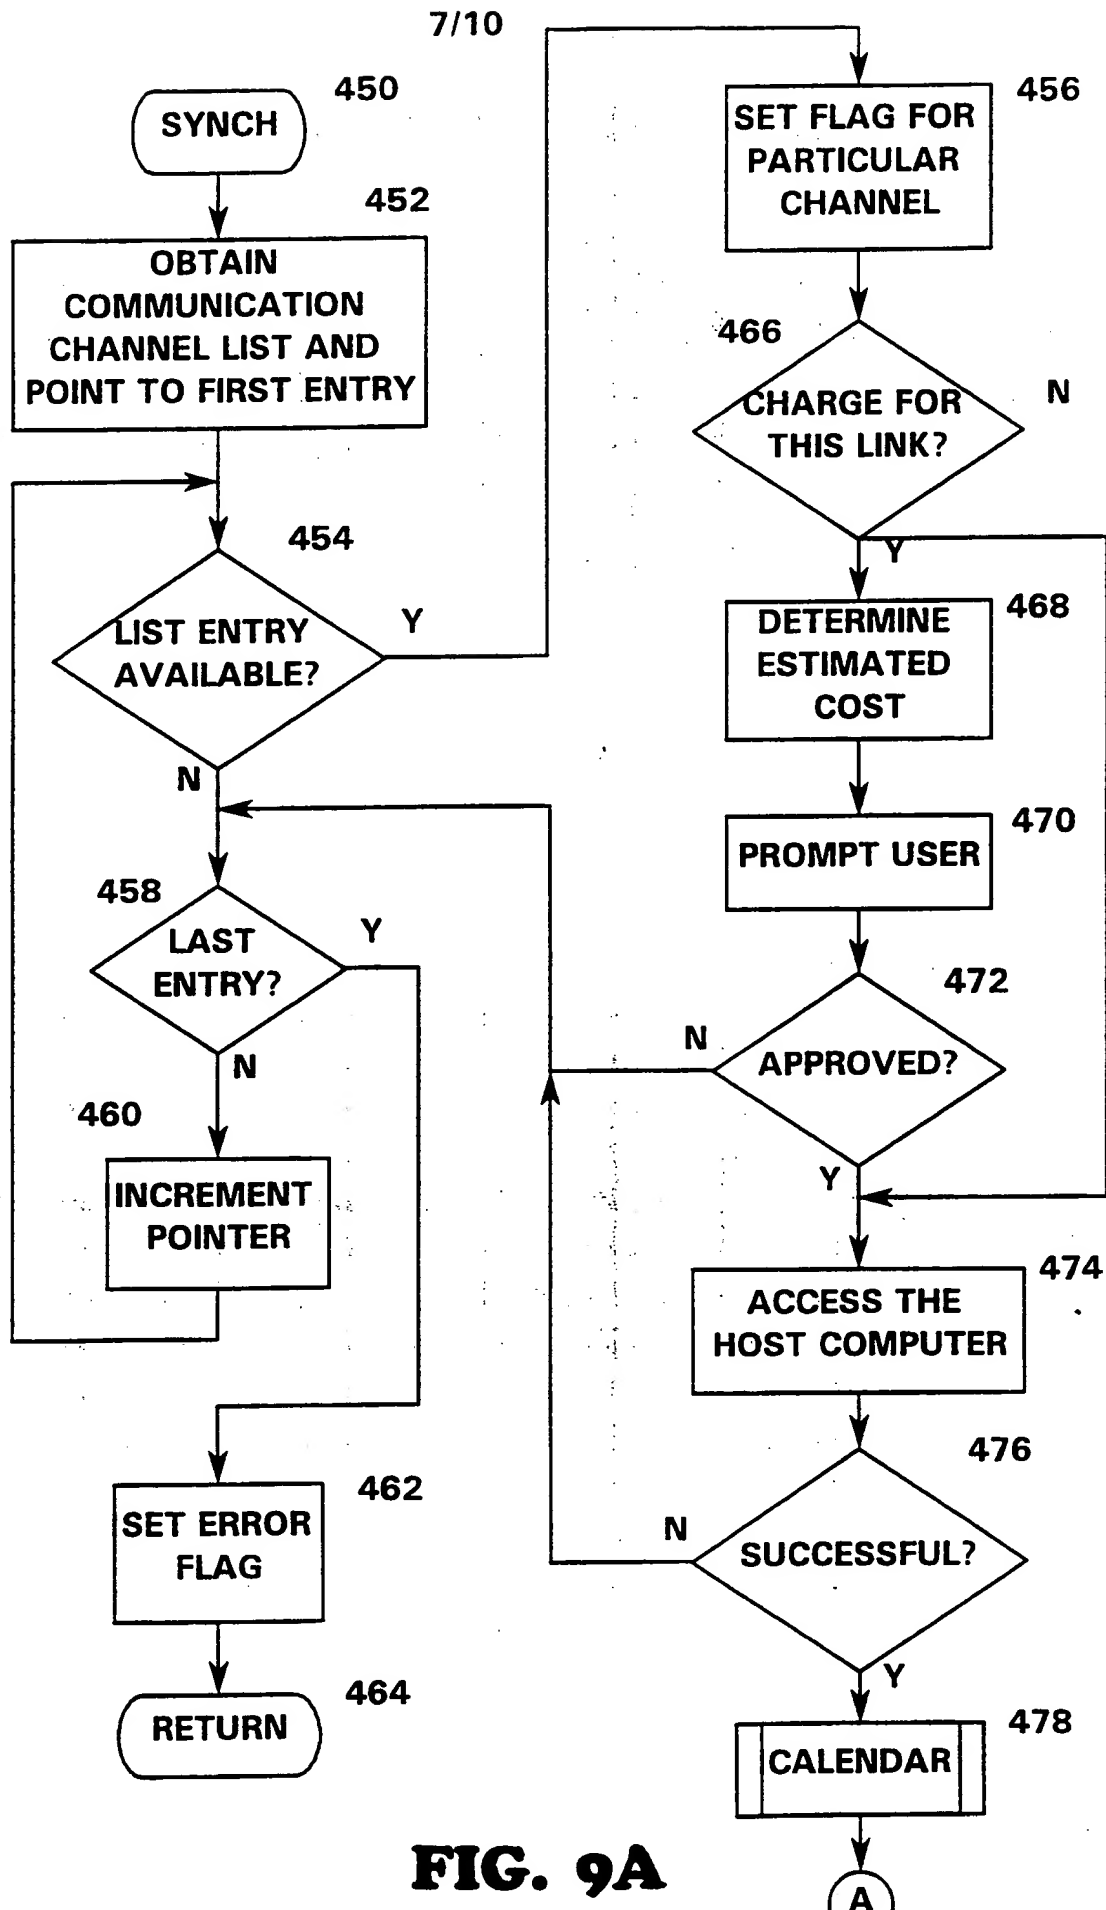 7/10
450
SYNCH
452
OBTAIN
COMMUNICATION
CHANNEL LIST AND
POINT TO FIRST ENTRY
454
LIST ENTRY
AVAILABLE?
Y
N
458
LAST
ENTRY?
Y
N
460
INCREMENT
POINTER
462
SET ERROR
FLAG
464
RETURN
456
SET FLAG FOR
PARTICULAR
CHANNEL
466
CHARGE FOR
THIS LINK?
N
Y
468
DETERMINE
ESTIMATED
COST
470
PROMPT USER
472
APPROVED?
N
Y
474
ACCESS THE
HOST COMPUTER
476
SUCCESSFUL?
N
Y
478
CALENDAR
A
FIG. 9A